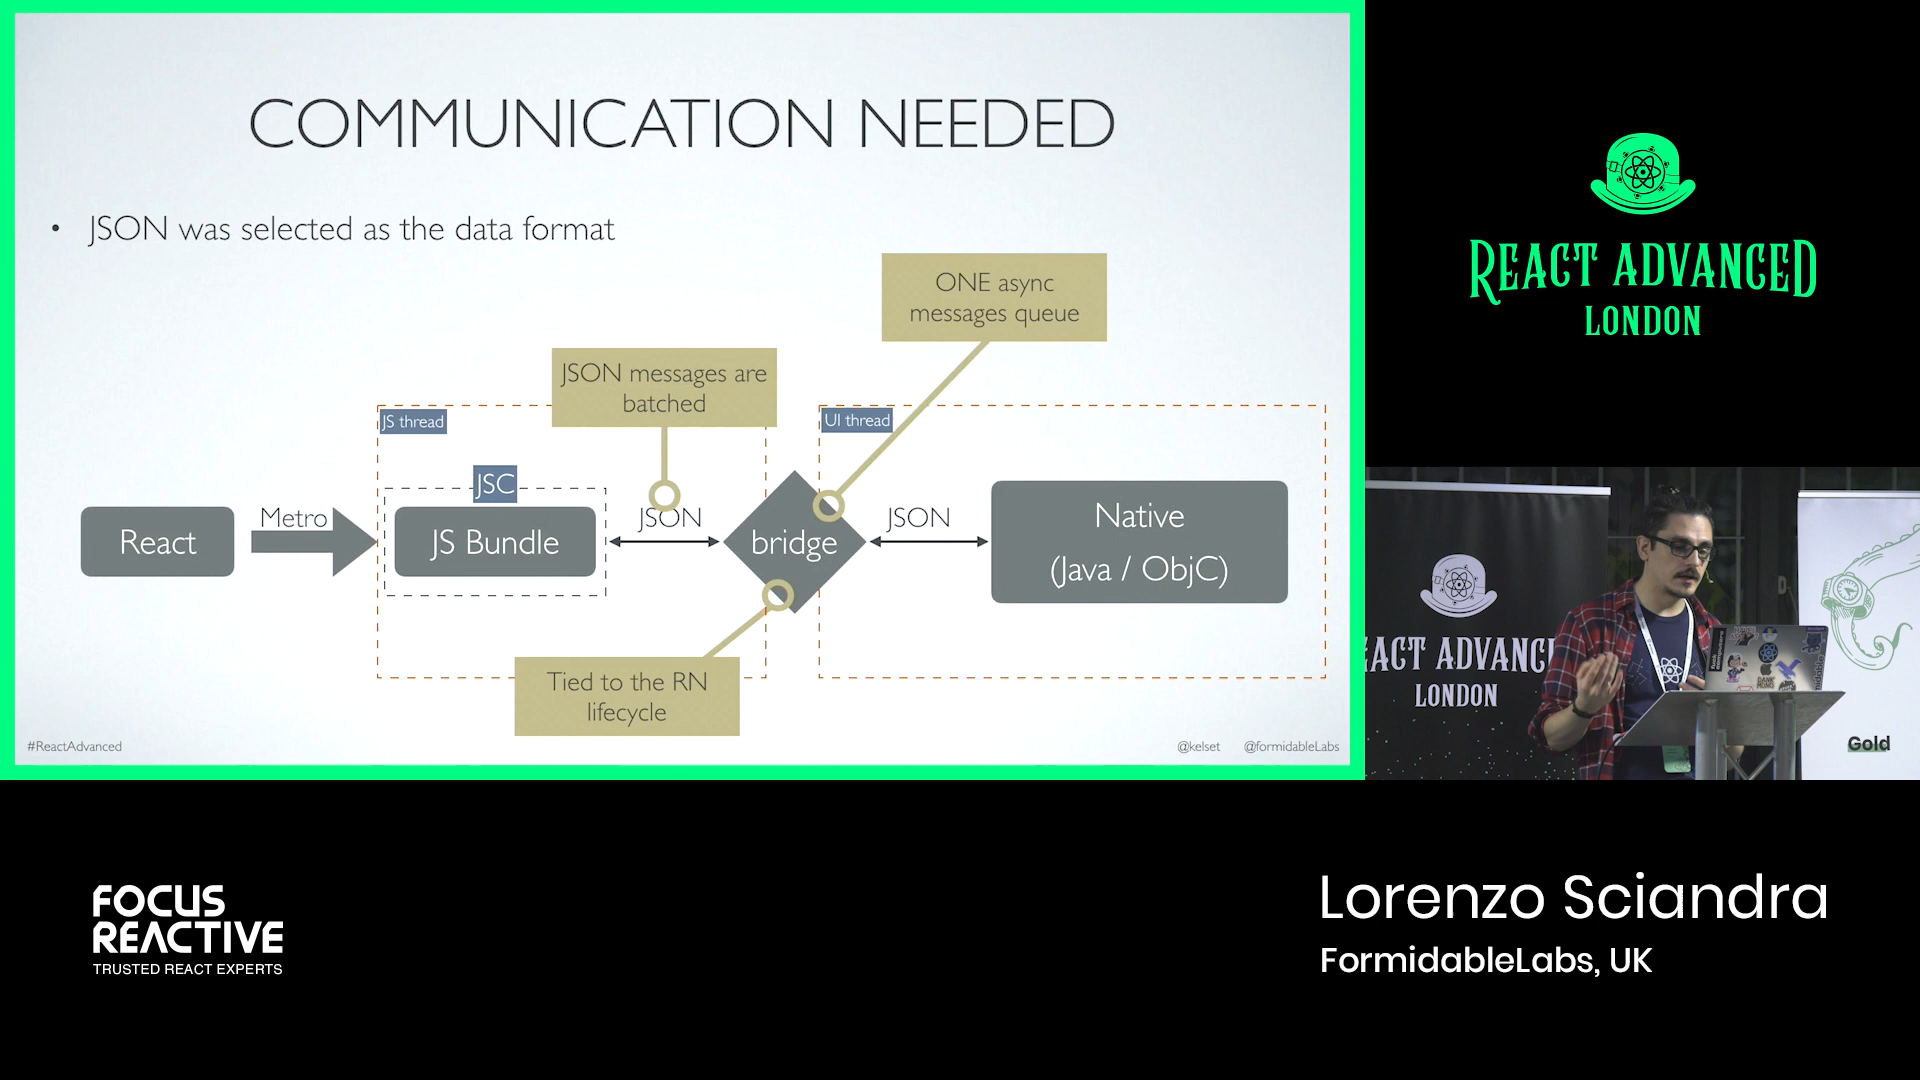 COMMUNICATION NEEDED
• JSON was selected as the data format
ONE async
messages queue
JSON messages are
batched
JS thread
UI thread
JSC
React
Metro
JS Bundle
JSON
bridge
JSON
Native
(Java / ObjC)
Tied to the RN
lifecycle
#ReactAdvanced
@kelset
@formidableLabs
REACT ADVANCED
LONDON
EACT ADVANC
LONDON
Gold
FOCUS
REACTIVE
TRUSTED REACT EXPERTS
Lorenzo Sciandra
FormidableLabs, UK